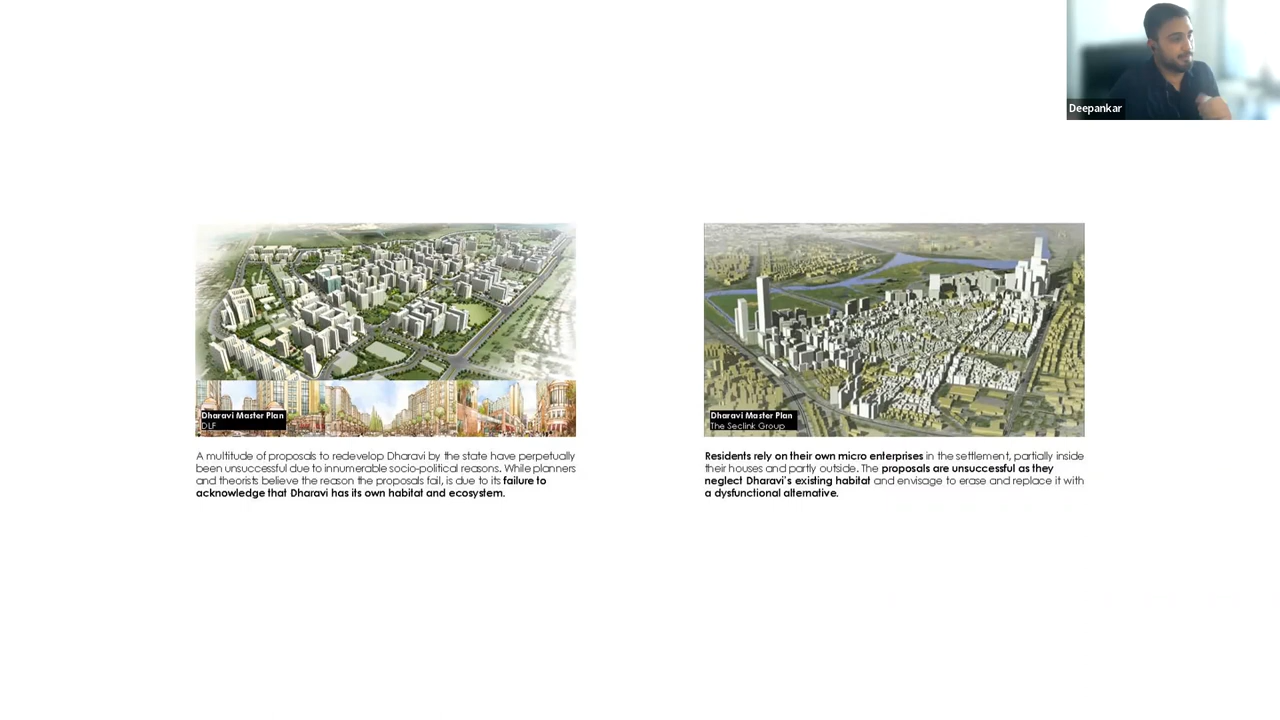 Deepankar
Dharavi Master Plan
DLF
A multitude of proposals to redevelop Dharavi by the state have perpetually
been unsuccessful due to innumerable socio-political reasons. While planners
and theorists believe the reason the proposals fail, is due to its failure to
acknowledge that Dharavi has its own habitat and ecosystem.
Dharavi Master Plan
The Seclink Group
Residents rely on their own micro enterprises in the settlement, partially inside
their houses and partly outside. The proposals are unsuccessful as they
neglect Dharavi's existing habitat and envisage to erase and replace it with
a dysfunctional alternative.